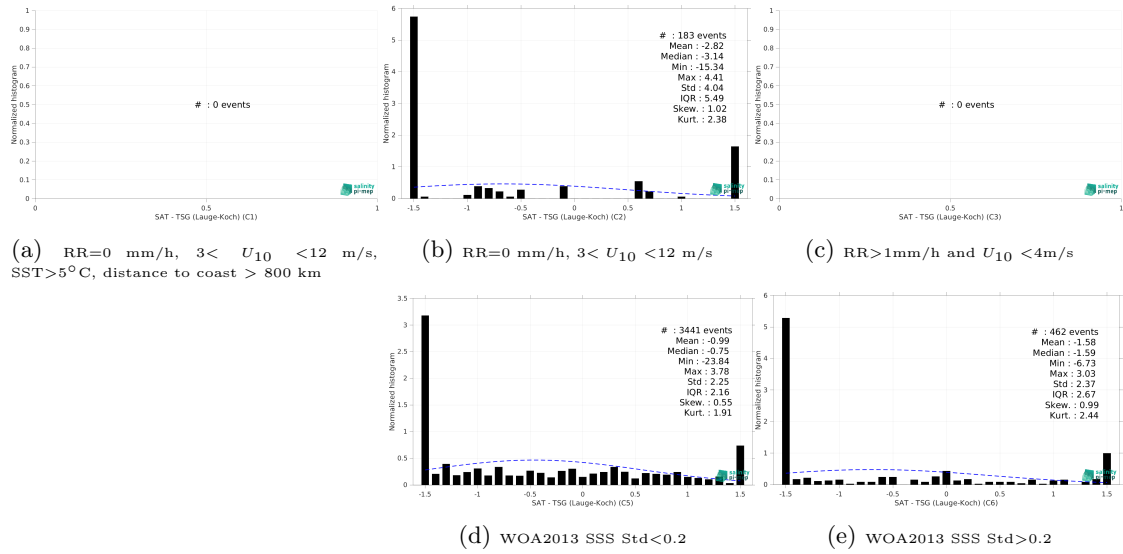 Normalized histogram
1
0.9
0.8
0.7
0.6
0.5
0.4
0.3
0.2
0.1
0
# : 0 events
salinity
pi-mep
0 0.5 1
SAT - TSG (Lauge-Koch) (C1)
(a) RR=0 mm/h, 3< U10 <12 m/s,
SST>5°C, distance to coast > 800 km
Normalized histogram
6
5
4
3
2
1
0
# : 183 events
Mean : -2.82
Median : -3.14
Min : -15.34
Max : 4.41
Std : 4.04
IQR : 5.49
Skew. : 1.02
Kurt. : 2.38
salinity
pi-mep
-1.5 -1 -0.5 0 0.5 1 1.5
SAT - TSG (Lauge-Koch) (C2)
(b) RR=0 mm/h, 3< U10 <12 m/s
Normalized histogram
1
0.9
0.8
0.7
0.6
0.5
0.4
0.3
0.2
0.1
0
# : 0 events
salinity
pi-mep
0 0.5 1
SAT - TSG (Lauge-Koch) (C3)
(c) RR>1mm/h and U10 <4m/s
Normalized histogram
3.5
3
2.5
2
1.5
1
0.5
0
# : 3441 events
Mean : -0.99
Median : -0.75
Min : -23.84
Max : 3.78
Std : 2.25
IQR : 2.16
Skew. : 0.55
Kurt. : 1.91
salinity
pi-mep
-1.5 -1 -0.5 0 0.5 1 1.5
SAT - TSG (Lauge-Koch) (C5)
(d) WOA2013 SSS Std<0.2
Normalized histogram
6
5
4
3
2
1
0
# : 462 events
Mean : -1.58
Median : -1.59
Min : -6.73
Max : 3.03
Std : 2.37
IQR : 2.67
Skew. : 0.99
Kurt. : 2.44
salinity
pi-mep
-1.5 -1 -0.5 0 0.5 1 1.5
SAT - TSG (Lauge-Koch) (C6)
(e) WOA2013 SSS Std>0.2